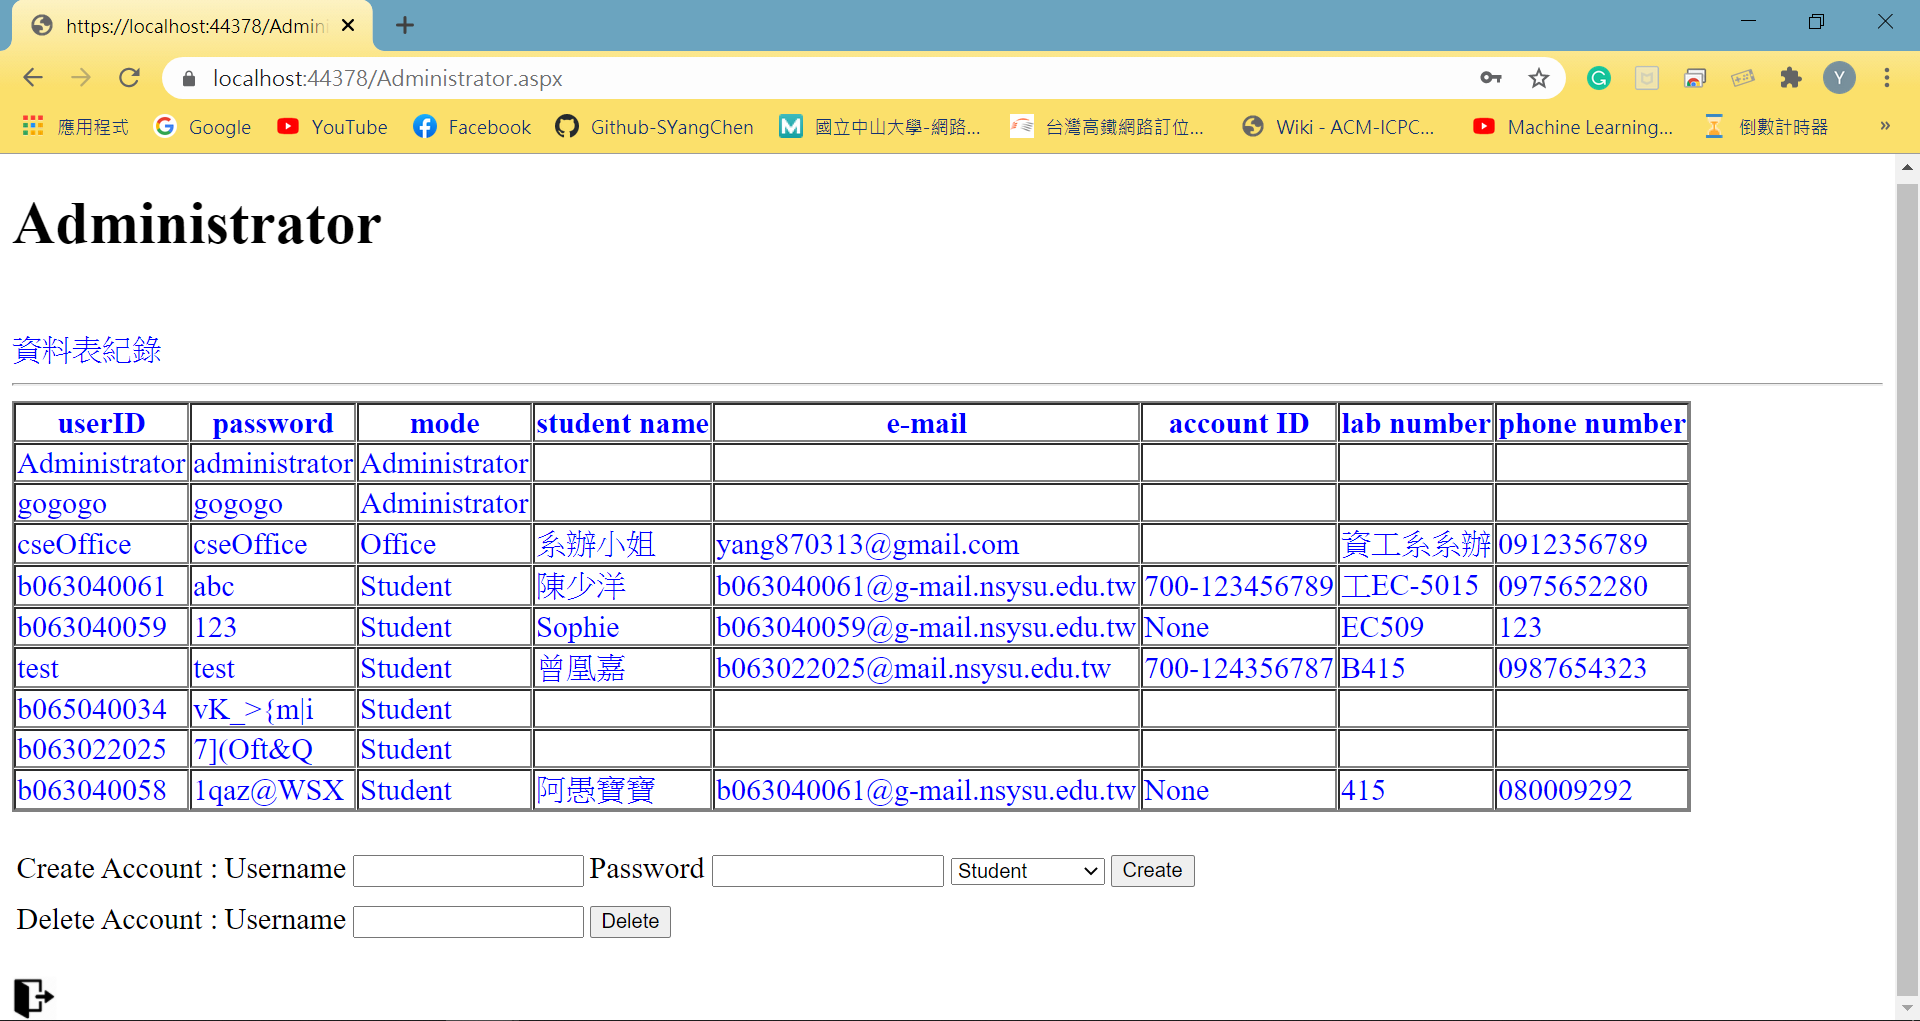 https://localhost:44378/Admin
localhost:44378/Administrator.aspx
Y
應用程式 Google YouTube Facebook Github-SYangChen 國立中山大學-網路... 台灣高鐵網路訂位... Wiki - ACM-ICPC... Machine Learning... 倒數計時器 »
Administrator
資料表紀錄
userID password mode student name e-mail account ID lab number phone number
Administrator administrator Administrator
gogogo gogogo Administrator
cseOffice cseOffice Office 系辦小姐 yang870313@gmail.com 資工系系辦 0912356789
b063040061 abc Student 陳少洋 b063040061@g-mail.nsysu.edu.tw 700-123456789 工EC-5015 0975652280
b063040059 123 Student Sophie b063040059@g-mail.nsysu.edu.tw None EC509 123
test test Student 曾凰嘉 b063022025@mail.nsysu.edu.tw 700-124356787 B415 0987654323
b065040034 vK_>{m|i Student
b063022025 7](Oft&Q Student
b063040058 1qaz@WSX Student 阿愚寶寶 b063040061@g-mail.nsysu.edu.tw None 415 080009292
Create Account : Username Password Student Create
Delete Account : Username Delete